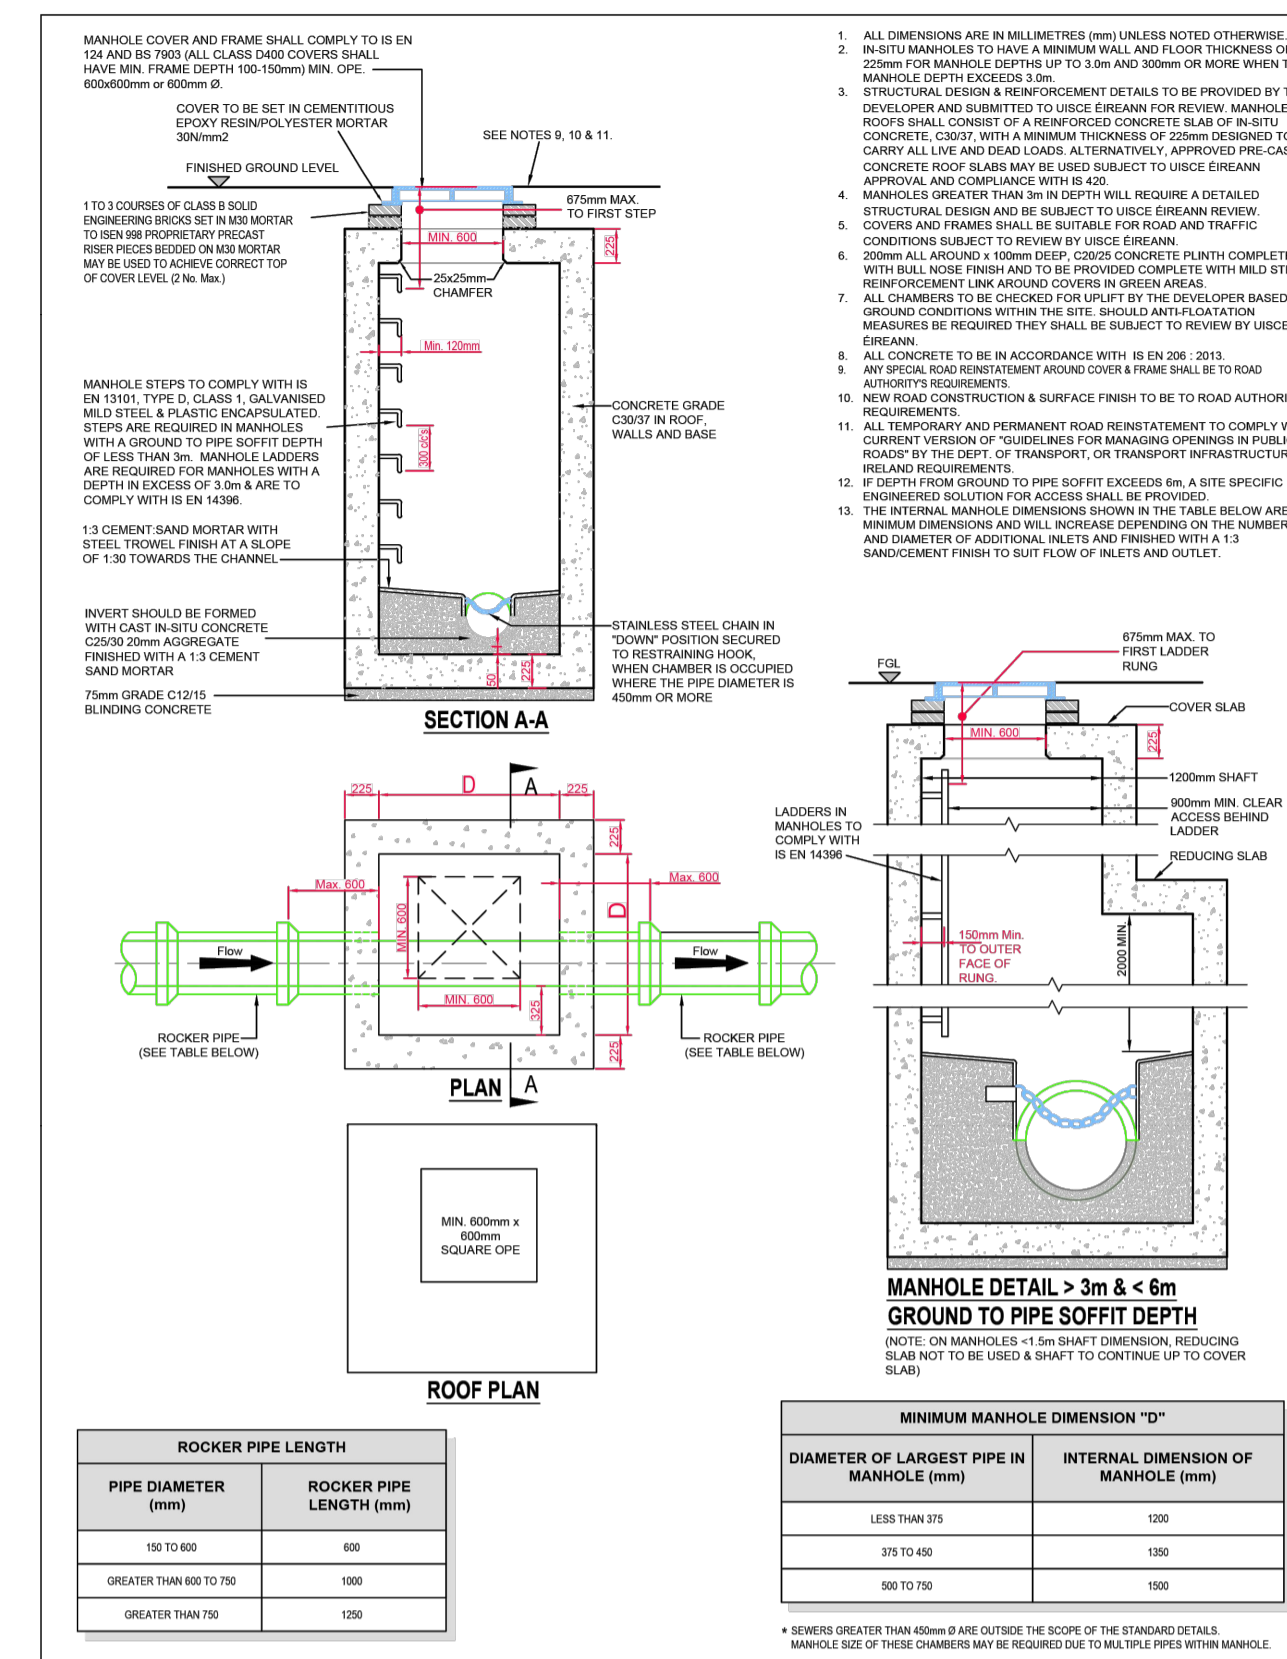 MANHOLE COVER AND FRAME SHALL COMPLY TO IS EN
124 AND BS 7903 (ALL CLASS D400 COVERS SHALL
HAVE MIN. FRAME DEPTH 100-150mm) MIN. OPE.
600x600mm or 600mm Ø.
COVER TO BE SET IN CEMENTITIOUS
EPOXY RESIN/POLYESTER MORTAR
30N/mm2
SEE NOTES 9, 10 & 11.
FINISHED GROUND LEVEL
675mm MAX.
TO FIRST STEP
1 TO 3 COURSES OF CLASS B SOLID
ENGINEERING BRICKS SET IN M30 MORTAR
TO ISEN 998 PROPRIETARY PRECAST
RISER PIECES BEDDED ON M30 MORTAR
MAY BE USED TO ACHIEVE CORRECT TOP
OF COVER LEVEL (2 No. Max.)
MIN. 600
225
25x25mm
CHAMFER
Min. 120mm
MANHOLE STEPS TO COMPLY WITH IS
EN 13101, TYPE D, CLASS 1, GALVANISED
MILD STEEL & PLASTIC ENCAPSULATED.
STEPS ARE REQUIRED IN MANHOLES
WITH A GROUND TO PIPE SOFFIT DEPTH
OF LESS THAN 3m. MANHOLE LADDERS
ARE REQUIRED FOR MANHOLES WITH A
DEPTH IN EXCESS OF 3.0m & ARE TO
COMPLY WITH IS EN 14396.
CONCRETE GRADE
C30/37 IN ROOF,
WALLS AND BASE
300 c/c's
1:3 CEMENT:SAND MORTAR WITH
STEEL TROWEL FINISH AT A SLOPE
OF 1:30 TOWARDS THE CHANNEL
INVERT SHOULD BE FORMED
WITH CAST IN-SITU CONCRETE
C25/30 20mm AGGREGATE
FINISHED WITH A 1:3 CEMENT
SAND MORTAR
STAINLESS STEEL CHAIN IN
"DOWN" POSITION SECURED
TO RESTRAINING HOOK,
WHEN CHAMBER IS OCCUPIED
WHERE THE PIPE DIAMETER IS
450mm OR MORE
50
225
75mm GRADE C12/15
BLINDING CONCRETE
SECTION A-A
1. ALL DIMENSIONS ARE IN MILLIMETRES (mm) UNLESS NOTED OTHERWISE.
2. IN-SITU MANHOLES TO HAVE A MINIMUM WALL AND FLOOR THICKNESS
225mm FOR MANHOLE DEPTHS UP TO 3.0m AND 300mm OR MORE WHEN
MANHOLE DEPTH EXCEEDS 3.0m.
3. STRUCTURAL DESIGN & REINFORCEMENT DETAILS TO BE PROVIDED BY
DEVELOPER AND SUBMITTED TO UISCE ÉIREANN FOR REVIEW. MANHOLE
ROOFS SHALL CONSIST OF A REINFORCED CONCRETE SLAB OF IN-SITU
CONCRETE, C30/37, WITH A MINIMUM THICKNESS OF 225mm DESIGNED
CARRY ALL LIVE AND DEAD LOADS. ALTERNATIVELY, APPROVED
CONCRETE ROOF SLABS MAY BE USED SUBJECT TO UISCE ÉIREANN
APPROVAL AND COMPLIANCE WITH IS 420.
4. MANHOLES GREATER THAN 3m IN DEPTH WILL REQUIRE A DETAILED
STRUCTURAL DESIGN AND BE SUBJECT TO UISCE ÉIREANN REVIEW.
5. COVERS AND FRAMES SHALL BE SUITABLE FOR ROAD AND TRAFFIC
CONDITIONS SUBJECT TO REVIEW BY UISCE ÉIREANN.
6. 200mm ALL AROUND x 100mm DEEP, C20/25 CONCRETE PLINTH
WITH BULL NOSE FINISH AND TO BE PROVIDED COMPLETE WITH MILD
REINFORCEMENT LINK AROUND COVERS IN GREEN AREAS.
7. ALL CHAMBERS TO BE CHECKED FOR UPLIFT BY THE DEVELOPER BASED
GROUND CONDITIONS WITHIN THE SITE. SHOULD ANTI-FLOATATION
MEASURES BE REQUIRED THEY SHALL BE SUBJECT TO REVIEW BY UISCE
ÉIREANN.
8. ALL CONCRETE TO BE IN ACCORDANCE WITH IS EN 206 : 2013.
9. ANY SPECIAL ROAD REINSTATEMENT AROUND COVER & FRAME SHALL BE TO ROAD
AUTHORITY'S REQUIREMENTS.
10. NEW ROAD CONSTRUCTION & SURFACE FINISH TO BE TO ROAD
REQUIREMENTS.
11. ALL TEMPORARY AND PERMANENT ROAD REINSTATEMENT TO COMPLY
CURRENT VERSION OF "GUIDELINES FOR MANAGING OPENINGS IN
ROADS" BY THE DEPT. OF TRANSPORT, OR TRANSPORT
IRELAND REQUIREMENTS.
12. IF DEPTH FROM GROUND TO PIPE SOFFIT EXCEEDS 6m, A SITE SPECIFIC
ENGINEERED SOLUTION FOR ACCESS SHALL BE PROVIDED.
13. THE INTERNAL MANHOLE DIMENSIONS SHOWN IN THE TABLE BELOW ARE
MINIMUM DIMENSIONS AND WILL INCREASE DEPENDING ON THE NUMBER
AND DIAMETER OF ADDITIONAL INLETS AND FINISHED WITH A 1:3
SAND/CEMENT FINISH TO SUIT FLOW OF INLETS AND OUTLET.
225
D
A
225
225
Max. 600
Max. 600
MIN. 600
D
Flow
Flow
MIN. 600
325
225
ROCKER PIPE
(SEE TABLE BELOW)
ROCKER PIPE
(SEE TABLE BELOW)
PLAN
A
MIN. 600mm x
600mm
SQUARE OPE
ROOF PLAN
675mm MAX. TO
FIRST LADDER
RUNG
FGL
COVER SLAB
MIN. 600
225
1200mm SHAFT
900mm MIN. CLEAR
ACCESS BEHIND
LADDER
LADDERS IN
MANHOLES TO
COMPLY WITH
IS EN 14396
REDUCING SLAB
150mm Min.
TO OUTER
FACE OF
RUNG.
2000 MIN.
MANHOLE DETAIL > 3m & < 6m
GROUND TO PIPE SOFFIT DEPTH
(NOTE: ON MANHOLES <1.5m SHAFT DIMENSION, REDUCING
SLAB NOT TO BE USED & SHAFT TO CONTINUE UP TO COVER
SLAB)
ROCKER PIPE LENGTH
PIPE DIAMETER
(mm)
ROCKER PIPE
LENGTH (mm)
150 TO 600
600
GREATER THAN 600 TO 750
1000
GREATER THAN 750
1250
MINIMUM MANHOLE DIMENSION "D"
DIAMETER OF LARGEST PIPE IN
MANHOLE (mm)
INTERNAL DIMENSION OF
MANHOLE (mm)
LESS THAN 375
1200
375 TO 450
1350
500 TO 750
1500
* SEWERS GREATER THAN 450mm Ø ARE OUTSIDE THE SCOPE OF THE STANDARD DETAILS.
MANHOLE SIZE OF THESE CHAMBERS MAY BE REQUIRED DUE TO MULTIPLE PIPES WITHIN MANHOLE.